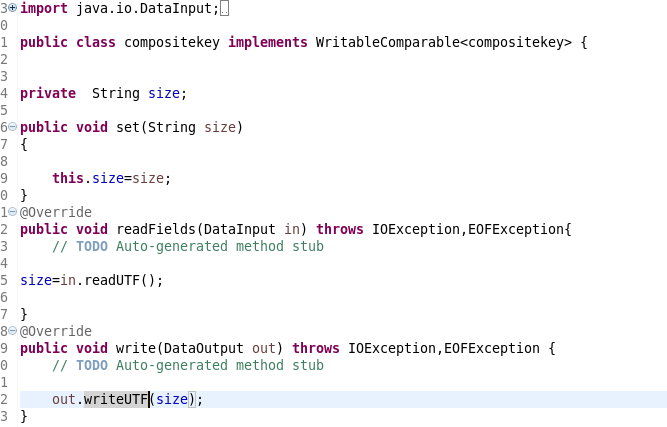 3 import java.io.DataInput;
0
1 public class compositekey implements WritableComparable<compositekey> {
2
3
4 private  String size;
5
6 public void set(String size)
7 {
8
9     this.size=size;
0 }
1 @Override
2 public void readFields(DataInput in) throws IOException,EOFException{
3     // TODO Auto-generated method stub
4
5 size=in.readUTF();
6
7 }
8 @Override
9 public void write(DataOutput out) throws IOException,EOFException {
0     // TODO Auto-generated method stub
1
2     out.writeUTF(size);
3 }